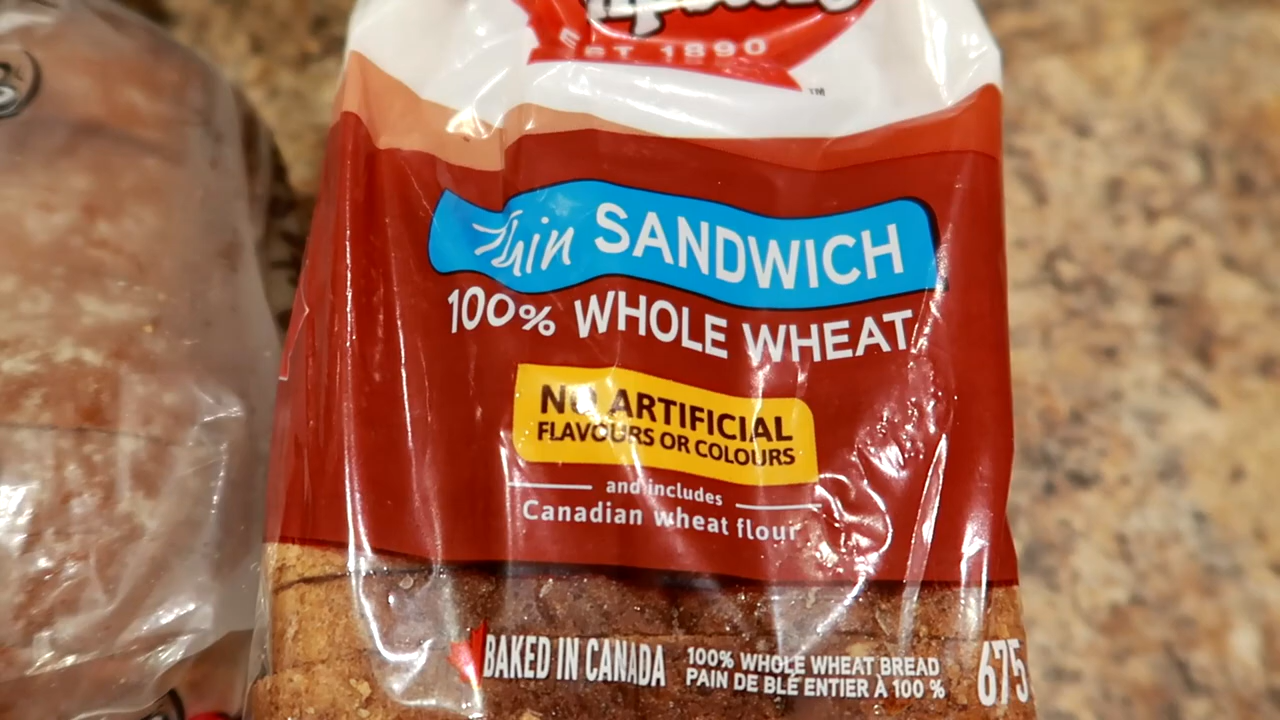 EST. 1890
TM
Thin SANDWICH
100% WHOLE WHEAT
NO ARTIFICIAL
FLAVOURS OR COLOURS
and includes
Canadian wheat flour
BAKED IN CANADA
100% WHOLE WHEAT BREAD
PAIN DE BLÉ ENTIER À 100 %
675